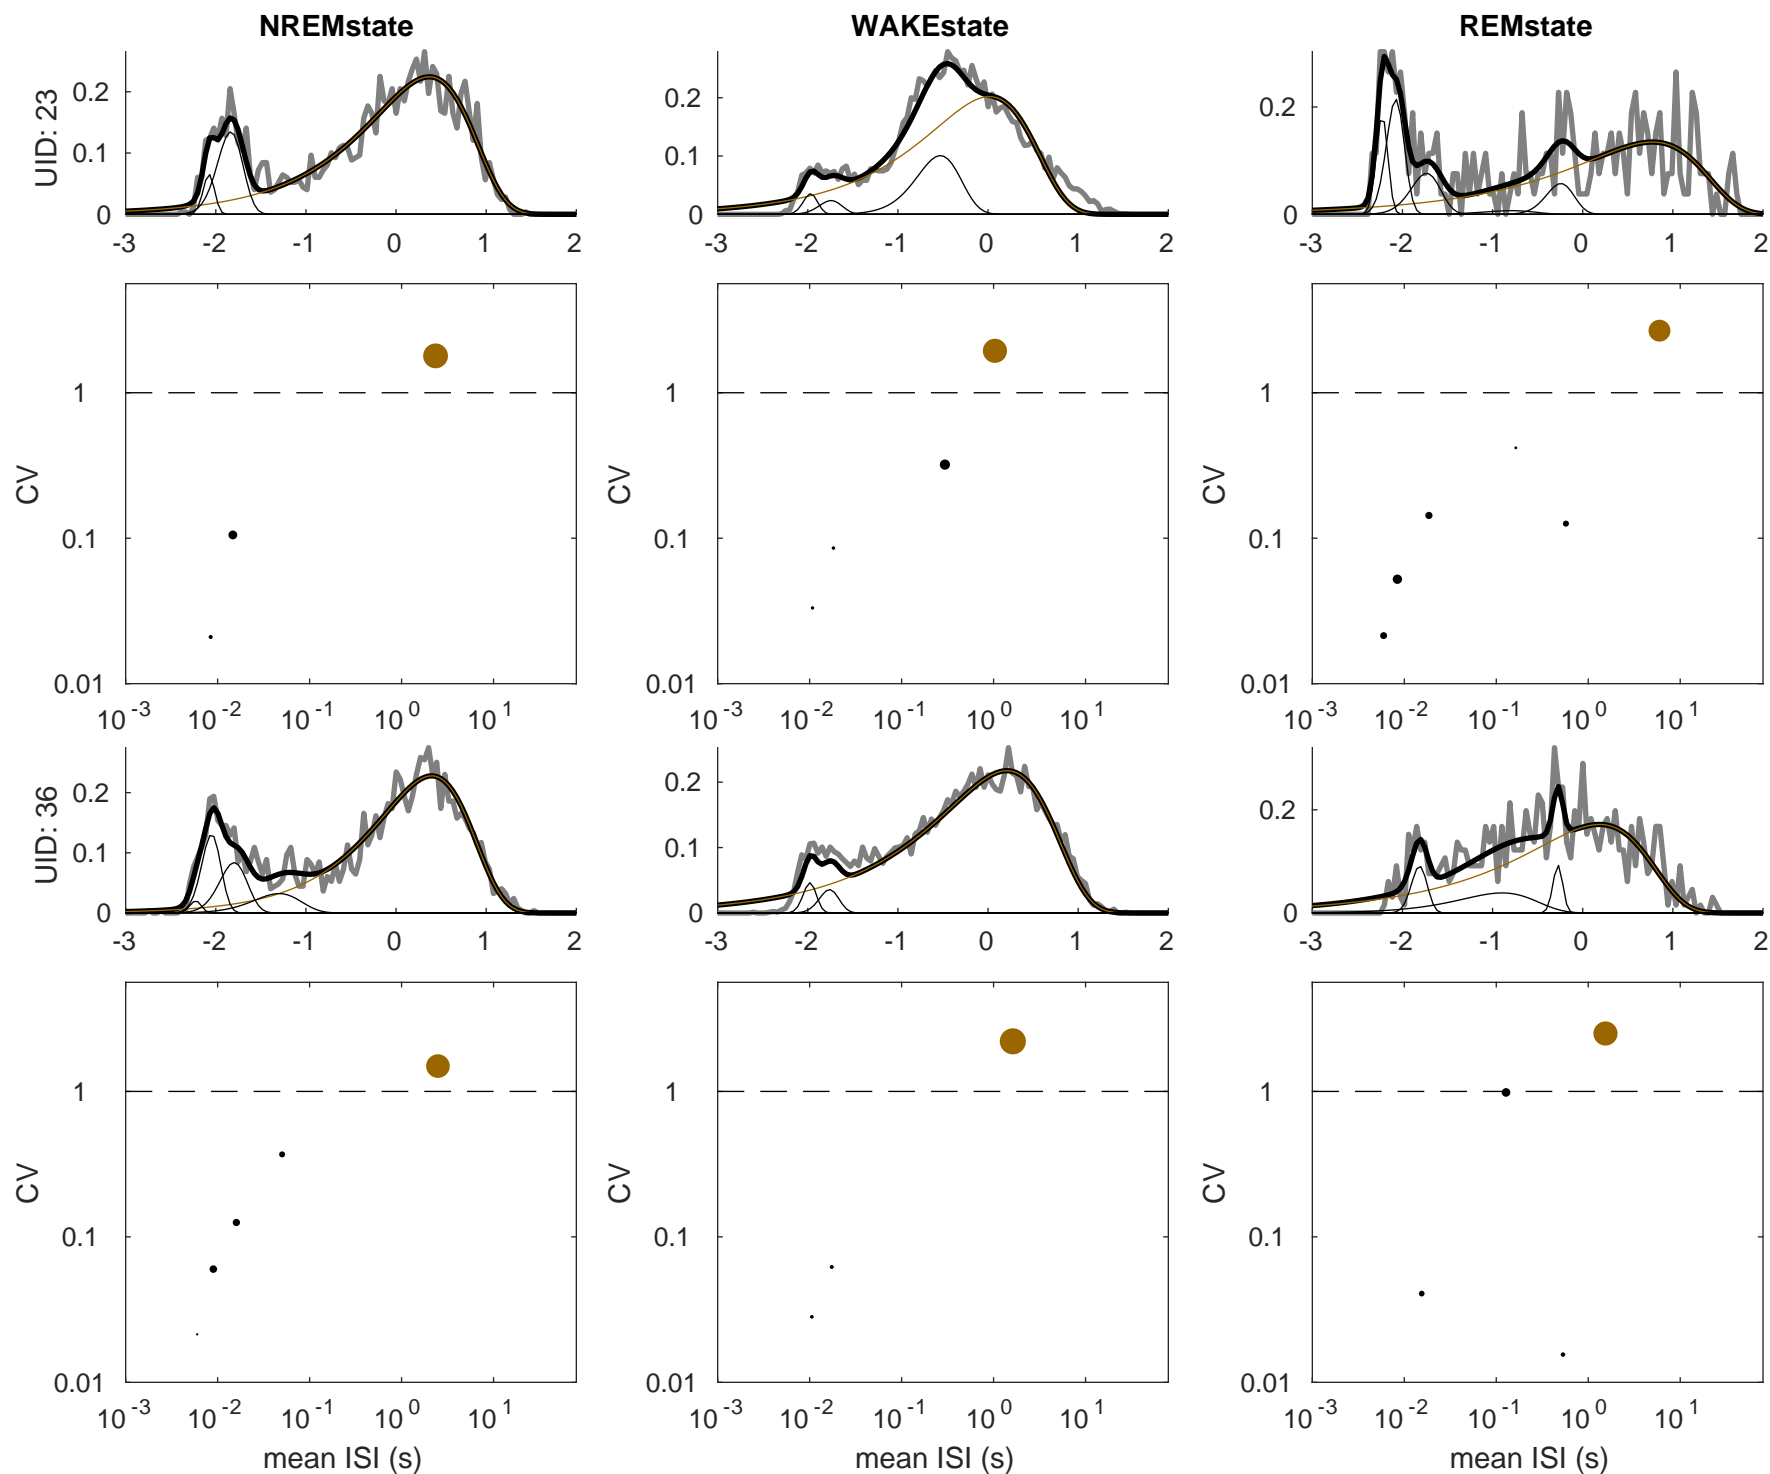 NREMstate WAKEstate REMstate
UID: 23
0.2 0.1 0
0.2 0.1 0
0.2 0
-3 -2 -1 0 1 2
-3 -2 -1 0 1 2
-3 -2 -1 0 1 2
CV 1 0.1 0.01
CV 1 0.1 0.01
CV 1 0.1 0.01
10^-3 10^-2 10^-1 10^0 10^1
10^-3 10^-2 10^-1 10^0 10^1
10^-3 10^-2 10^-1 10^0 10^1
UID: 36
0.2 0.1 0
0.2 0.1 0
0.2 0
-3 -2 -1 0 1 2
-3 -2 -1 0 1 2
-3 -2 -1 0 1 2
CV 1 0.1 0.01
CV 1 0.1 0.01
CV 1 0.1 0.01
10^-3 10^-2 10^-1 10^0 10^1
10^-3 10^-2 10^-1 10^0 10^1
10^-3 10^-2 10^-1 10^0 10^1
mean ISI (s) mean ISI (s) mean ISI (s)